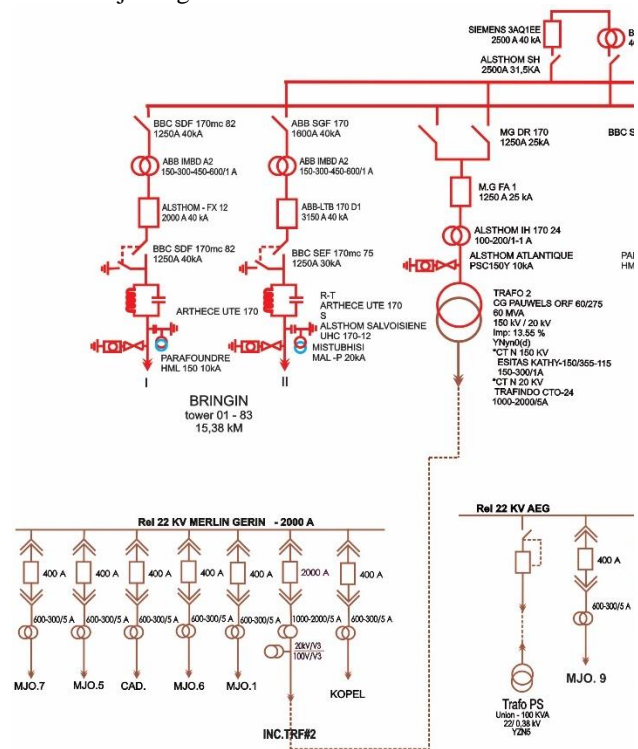 SIEMENS 3AQ1EE
2500 A 40 kA
ALSTHOM SH
2500A 31,5KA
BBC SDF 170mc 82
1250A 40kA
ABB SGF 170
1600A 40kA
MG DR 170
1250A 25kA
BBC S
ABB IMBD A2
150-300-450-600/1 A
ABB IMBD A2
150-300-450-600/1A
M.G FA 1
1250 A 25 kA
ALSTHOM - FX 12
2000 A 40 kA
ABB-LTB 170 D1
3150 A 40 kA
ALSTHOM IH 170 24
100-200/1-1 A
BBC SDF 170mc 82
1250A 40kA
BBC SEF 170mc 75
1250A 30kA
ALSTHOM ATLANTIQUE
PSC150Y 10kA
HML
ARTHECE UTE 170
R-T
ARTHECE UTE 170
S
ALSTHOM SALVOISIENE
UHC 170-12
MISTUBHISI
MAL -P 20kA
PARAFOUNDRE
HML 150 10kA
TRAFO 2
CG PAUWELS ORF 60/275
60 MVA
150 kV / 20 kV
Imp: 13.55 %
YNyn0(d)
*CT N 150 KV
ESITAS KATHY-150/355-115
150-300/1A
*CT N 20 KV
TRAFINDO CTO-24
1000-2000/5A
I
II
BRINGIN
tower 01 - 83
15,38 kM
Rel 22 KV MERLIN GERIN - 2000 A
Rel 22 KV AEG
400 A
400 A
400 A
400 A
400 A
2000 A
400 A
400 A
600-300/5 A
600-300/5 A
600-300/5 A
600-300/5 A
600-300/5 A
1000-2000/5 A
600-300/5 A
600-300/5 A
20kV/V3
100V/V3
MJO.7
MJO.5
CAD.
MJO.6
MJO.1
KOPEL
MJO. 9
INC.TRF#2
Trafo PS
Union - 100 KVA
22/ 0,38 kV
YZN5